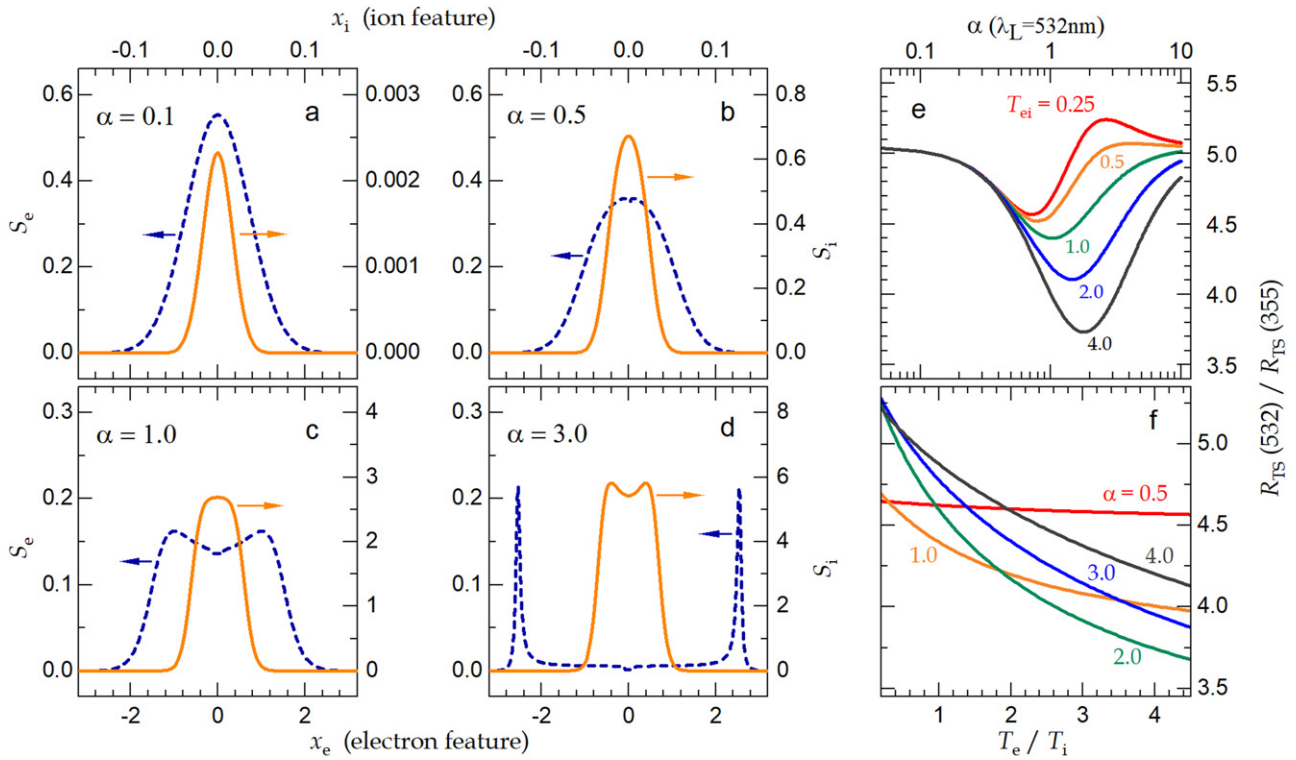 x_i (ion feature)
-0.1 0.0 0.1
-0.1 0.0 0.1
α (λ_L=532nm)
0.1 1 10
S_e
0.6
0.4
0.2
0.0
α = 0.1
a
0.003
0.002
0.001
0.000
0.6
0.4
0.2
0.0
α = 0.5
b
0.8
0.6
0.4
0.2
0.0
S_i
e
T_ei = 0.25
0.5
1.0
2.0
4.0
5.5
5.0
4.5
4.0
3.5
S_e
0.3
0.2
0.1
0.0
α = 1.0
c
4
3
2
1
0
0.3
0.2
0.1
0.0
α = 3.0
d
8
6
4
2
0
S_i
f
α = 0.5
1.0
4.0
3.0
2.0
5.0
4.5
4.0
3.5
R_TS (532) / R_TS (355)
-2 0 2
-2 0 2
1 2 3 4
x_e (electron feature)
T_e / T_i